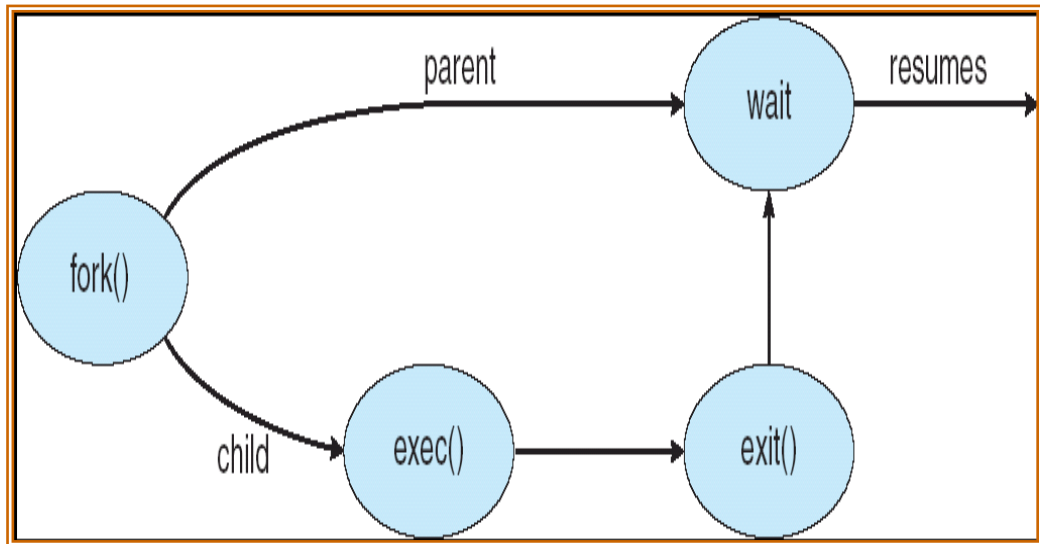 parent
wait
resumes
fork()
child
exec()
exit()